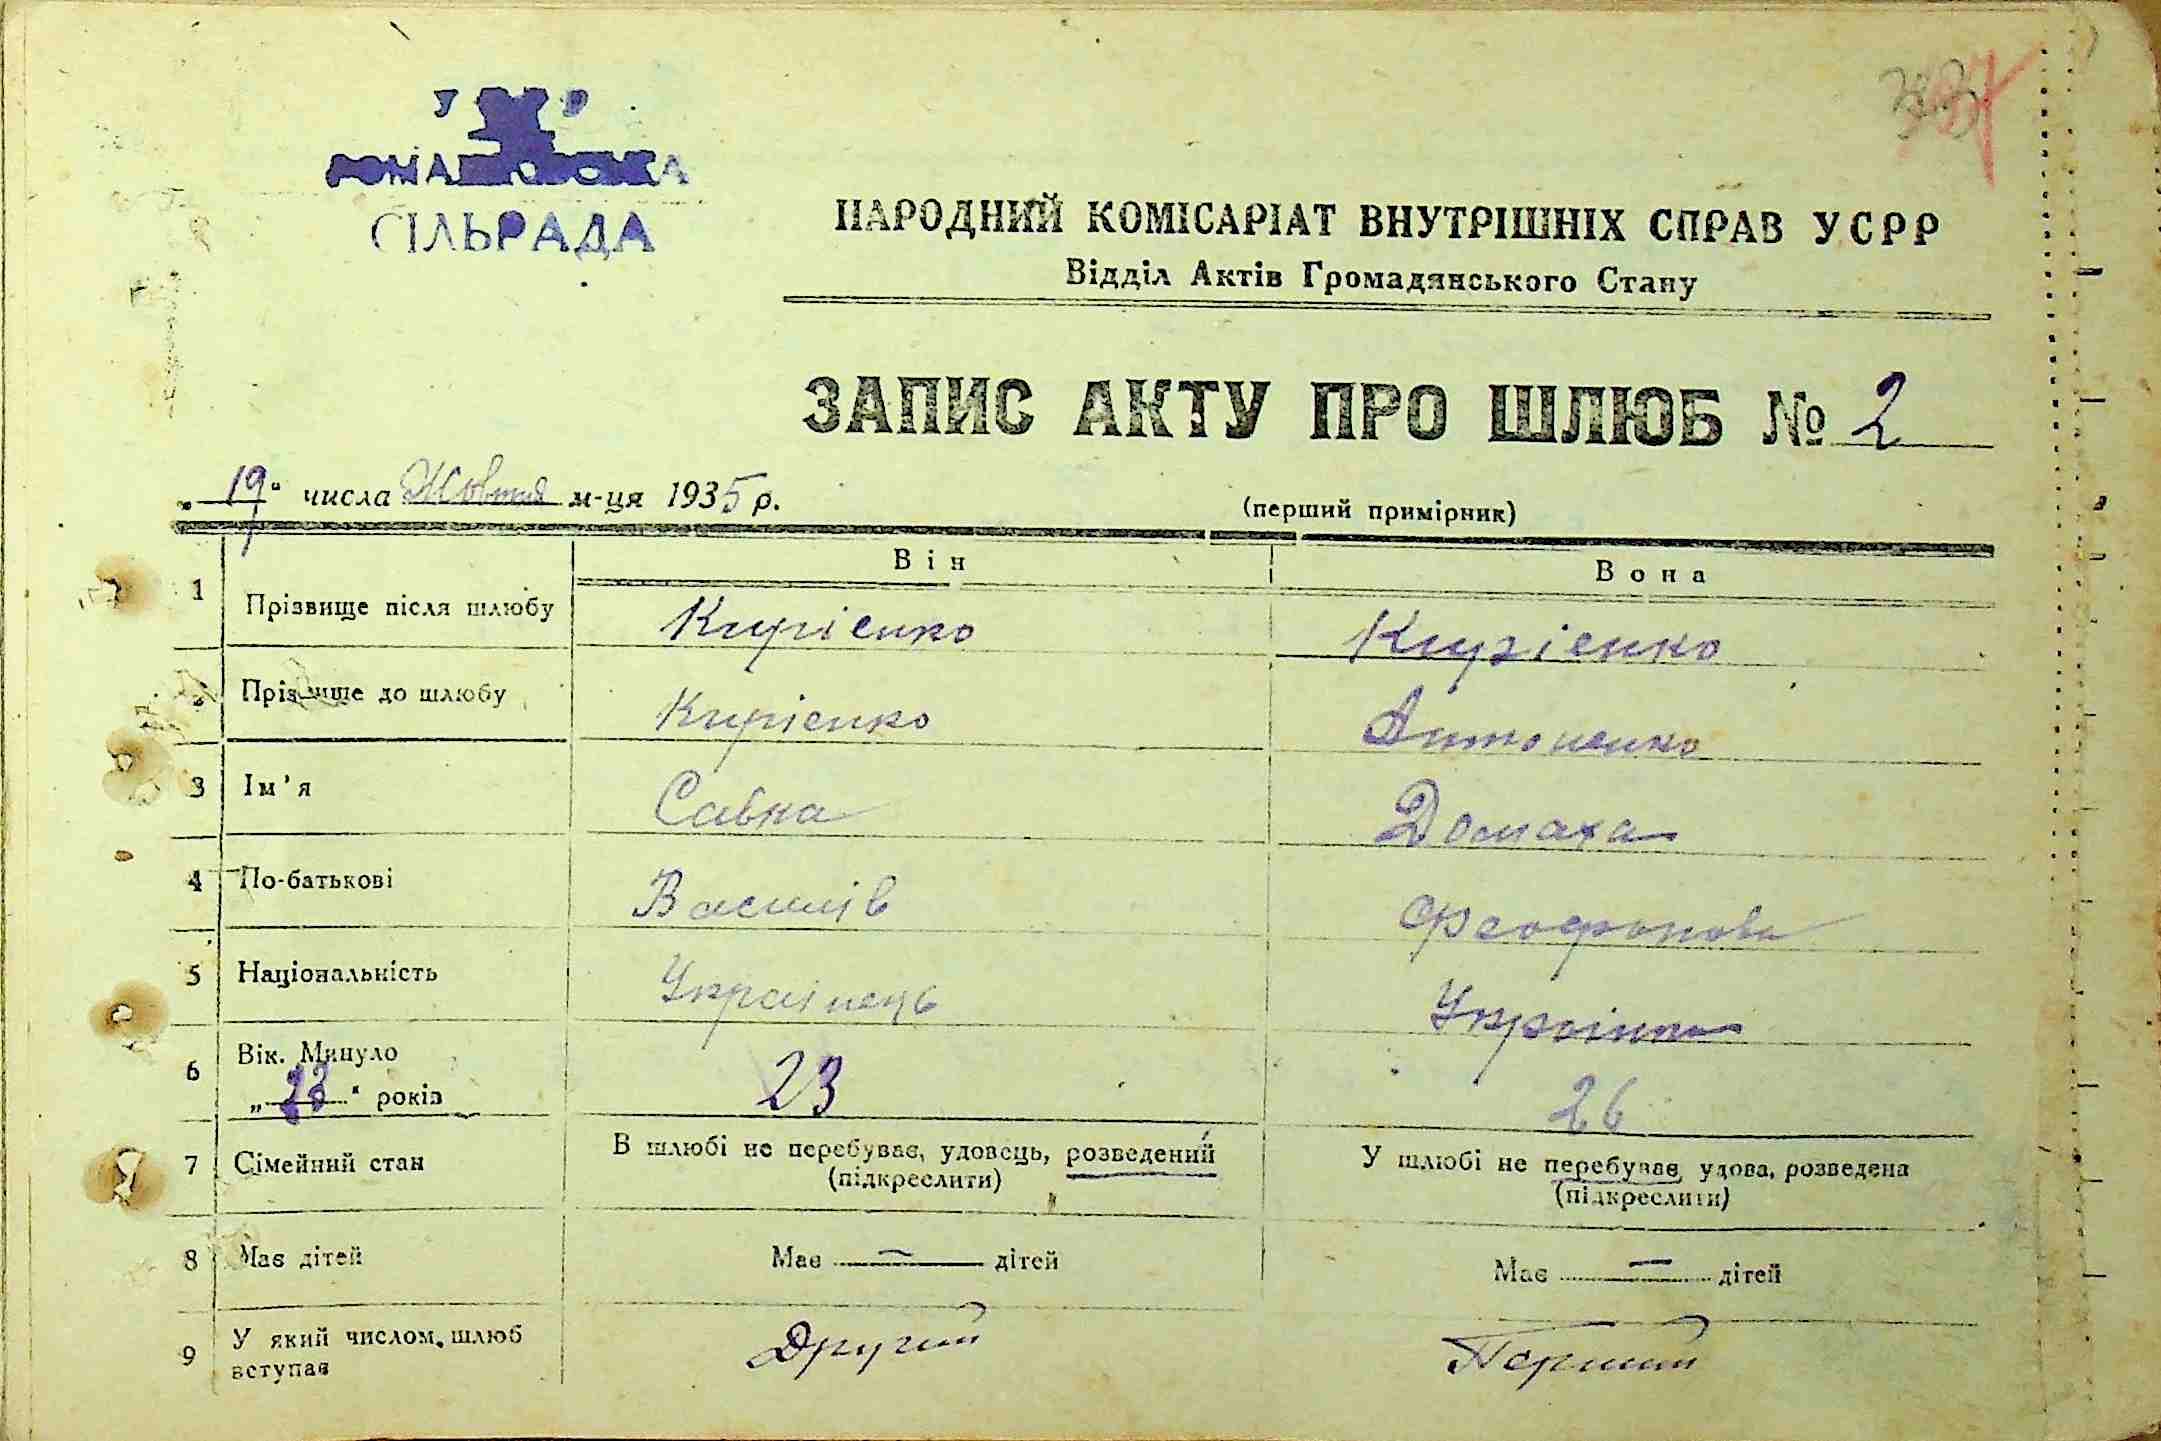 СІЛЬРАДА
НАРОДНИЙ КОМІСАРІАТ ВНУТРІШНІХ СПРАВ УСРР
Відділ Актів Громадянського Стану
ЗАПИС АКТУ ПРО ШЛЮБ № 2
„19“ числа Жовтня м-ця 1935 р.
(перший примірник)
Він Вона
1 Прізвище після шлюбу Кирієнко Кирієнко
Прізвище до шлюбу Кирієнко Антоненко
3 Ім'я Савка Домаха
4 По-батькові Василів Феофанова
5 Національність Українець Українка
6 Вік. Минуло
„23“ років 23 26
7 Сімейний стан В шлюбі не перебуває, удовець, розведений У шлюбі не перебуває, удова, розведена
(підкреслити) (підкреслити)
8 Має дітей Має — дітей Має — дітей
9 У який числом шлюб
вступає Другий Перший